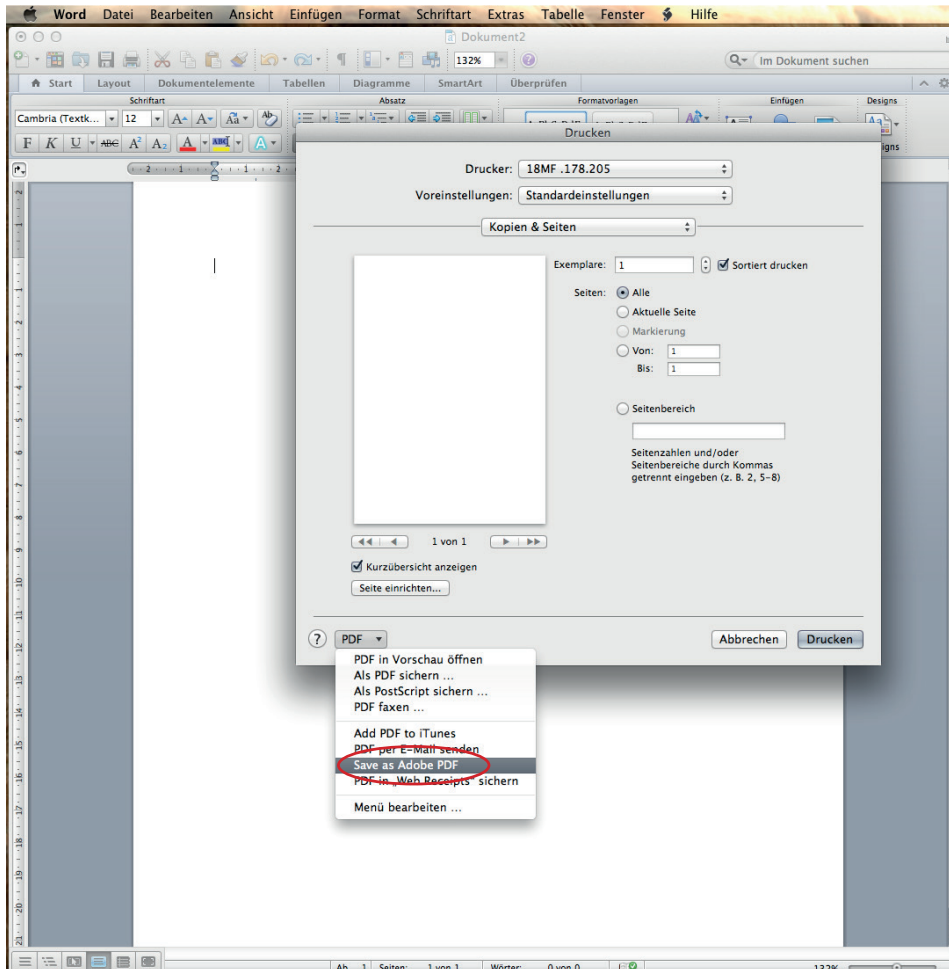 Word Datei Bearbeiten Ansicht Einfügen Format Schriftart Extras Tabelle Fenster Hilfe
Dokument2
132%
Im Dokument suchen
Start Layout Dokumentelemente Tabellen Diagramme SmartArt Überprüfen
Schriftart Absatz Formatvorlagen Einfügen Designs
Cambria (Textk... 12
Drucken
Drucker: 18MF .178.205
Voreinstellungen: Standardeinstellungen
Kopien & Seiten
Exemplare: 1 Sortiert drucken
Seiten: Alle
Aktuelle Seite
Markierung
Von: 1
Bis: 1
Seitenbereich
Seitenzahlen und/oder
Seitenbereiche durch Kommas
getrennt eingeben (z. B. 2, 5-8)
1 von 1
Kurzübersicht anzeigen
Seite einrichten...
? PDF Abbrechen Drucken
PDF in Vorschau öffnen
Als PDF sichern ...
Als PostScript sichern ...
PDF faxen ...
Add PDF to iTunes
PDF per E-Mail senden
Save as Adobe PDF
PDF in „Web Receipts“ sichern
Menü bearbeiten ...
Ab 1 Seiten: 1 von 1 Wörter: 0 von 0 132%